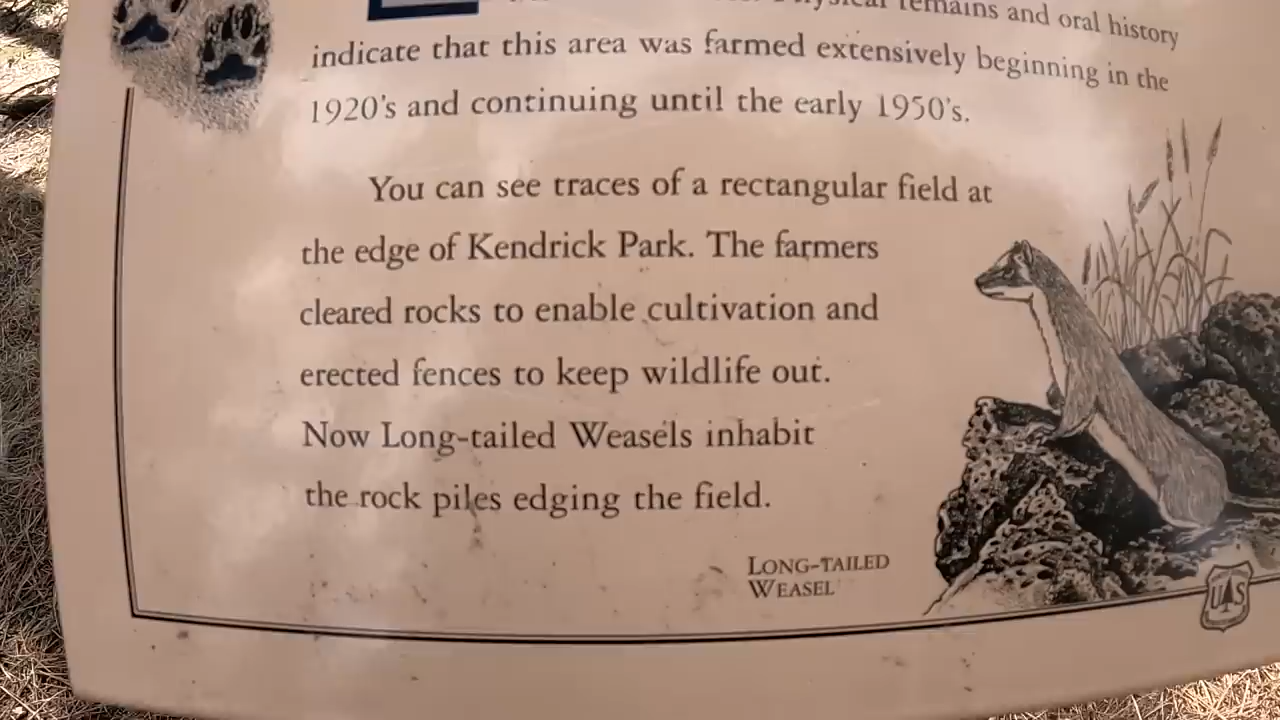 remains and oral history
indicate that this area was farmed extensively beginning in the
1920's and continuing until the early 1950's.
You can see traces of a rectangular field at
the edge of Kendrick Park. The farmers
cleared rocks to enable cultivation and
erected fences to keep wildlife out.
Now Long-tailed Weasels inhabit
the rock piles edging the field.
LONG-TAILED
WEASEL
UAS